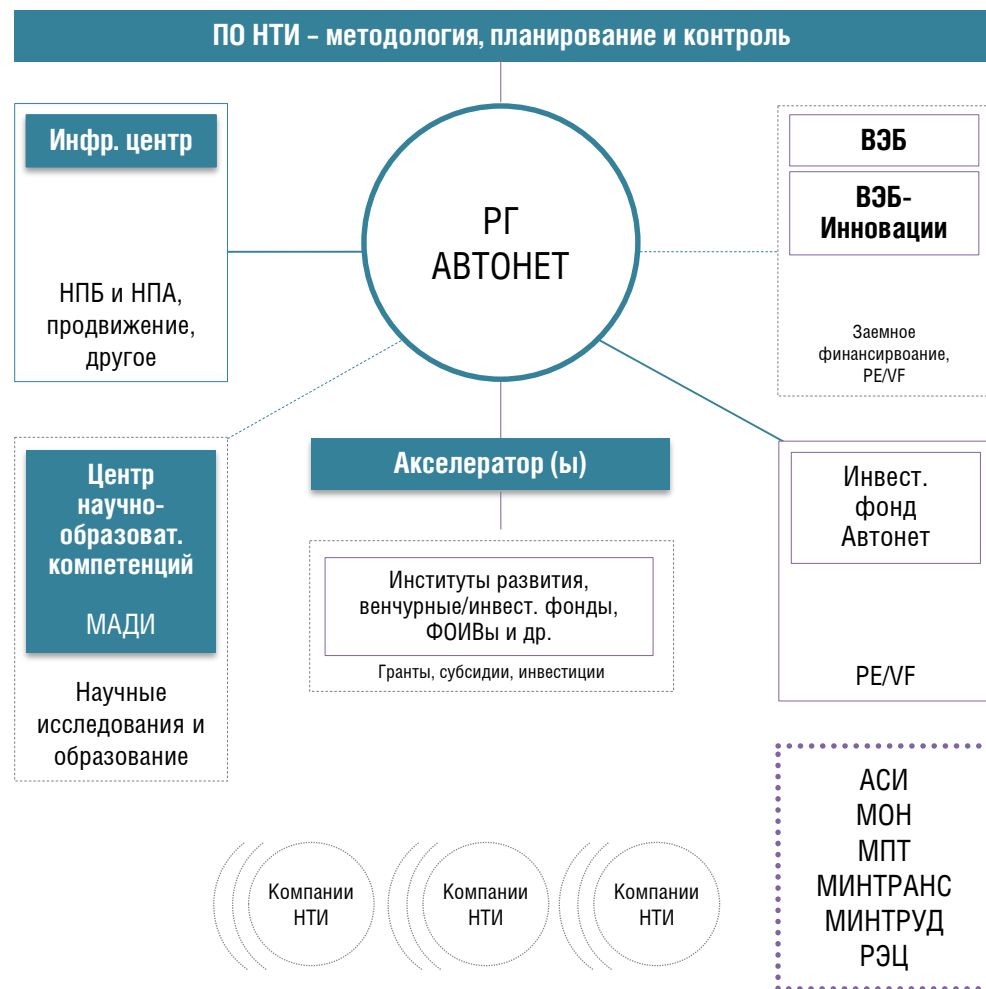 ПО НТИ – методология, планирование и контроль
Инфр. центр
НПБ и НПА,
продвижение,
другое
РГ
АВТОНЕТ
ВЭБ
ВЭБ-
Инновации
Заемное
финансирвоание,
PE/VF
Центр
научно-
образоват.
компетенций
МАДИ
Научные
исследования и
образование
Акселератор (ы)
Институты развития,
венчурные/инвест. фонды,
ФОИВы и др.
Гранты, субсидии, инвестиции
Инвест.
фонд
Автонет
PE/VF
Компании
НТИ
Компании
НТИ
Компании
НТИ
АСИ
МОН
МПТ
МИНТРАНС
МИНТРУД
РЭЦ